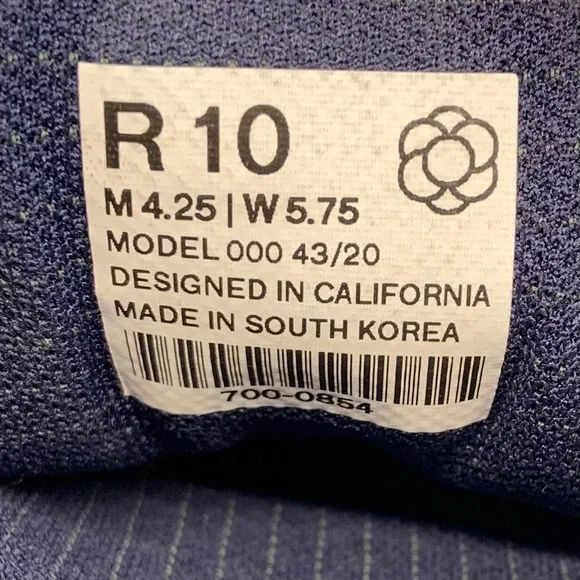 R 10
M 4.25 | W 5.75
MODEL 000 43/20
DESIGNED IN CALIFORNIA
MADE IN SOUTH KOREA
700-0854